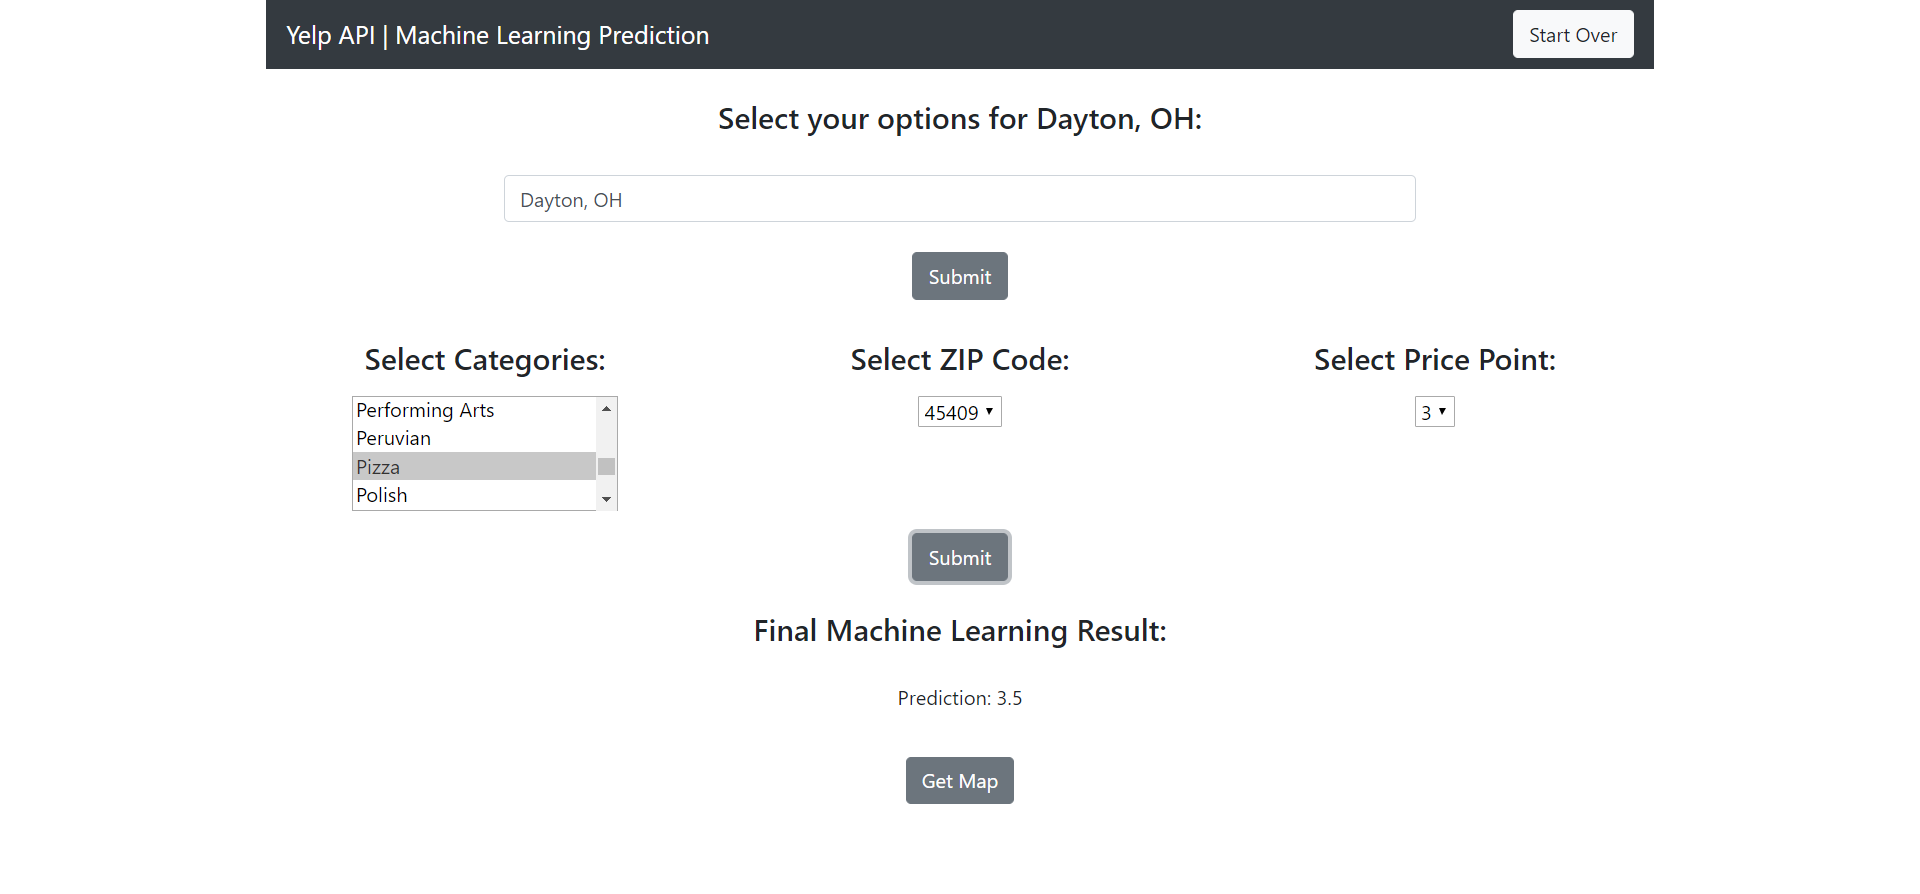 Yelp API | Machine Learning Prediction
Start Over
Select your options for Dayton, OH:
Dayton, OH
Submit
Select Categories:
Performing Arts
Peruvian
Pizza
Polish
Select ZIP Code:
45409
Select Price Point:
3
Submit
Final Machine Learning Result:
Prediction: 3.5
Get Map